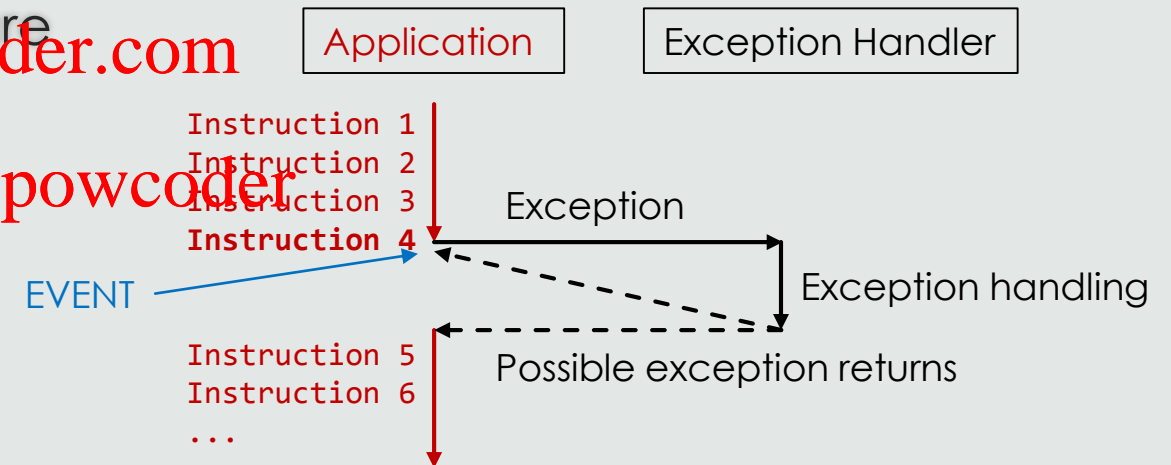 re
der.com
Application
Exception Handler
Instruction 1
Instruction 2
powcoder
Instruction 3
Exception
Instruction 4
EVENT
Exception handling
Instruction 5
Possible exception returns
Instruction 6
...